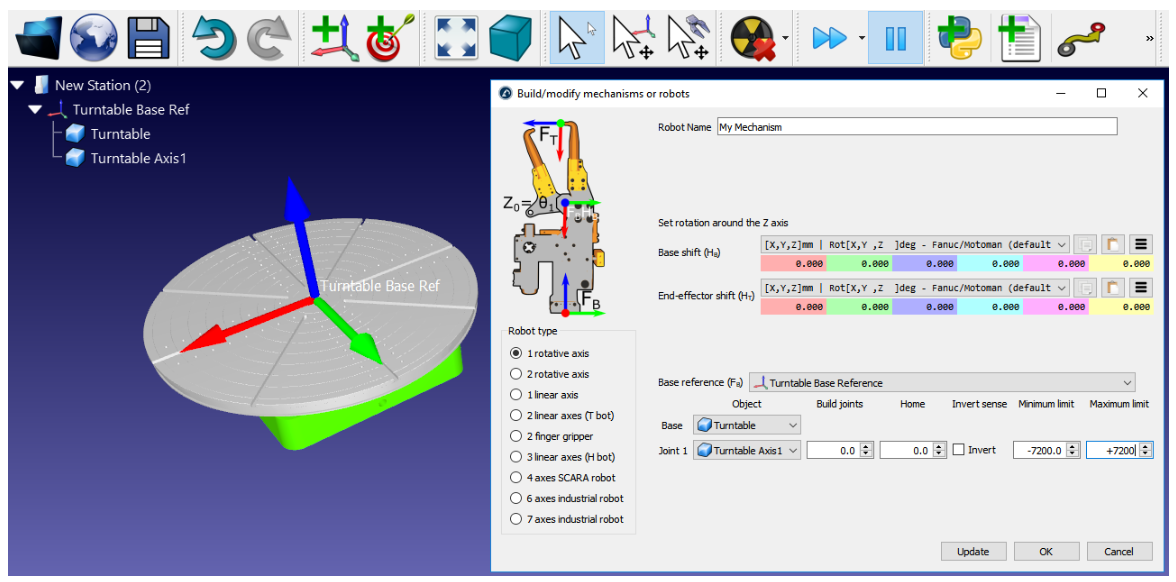 »
New Station (2)
Turntable Base Ref
Turntable
Turntable Axis1
Turntable Base Ref
Build/modify mechanisms or robots
Robot Name My Mechanism
FT
Z0=θ1
FB
Set rotation around the Z axis
Base shift (HB) [X,Y,Z]mm | Rot[X,Y ,Z ]deg - Fanuc/Motoman (default
0.000 0.000 0.000 0.000 0.000 0.000
End-effector shift (HT) [X,Y,Z]mm | Rot[X,Y ,Z ]deg - Fanuc/Motoman (default
0.000 0.000 0.000 0.000 0.000 0.000
Robot type
1 rotative axis
2 rotative axis
1 linear axis
2 linear axes (T bot)
2 finger gripper
3 linear axes (H bot)
4 axes SCARA robot
6 axes industrial robot
7 axes industrial robot
Base reference (FB) Turntable Base Reference
Object Build joints Home Invert sense Minimum limit Maximum limit
Base Turntable
Joint 1 Turntable Axis1 0.0 0.0 Invert -7200.0 +7200
Update OK Cancel